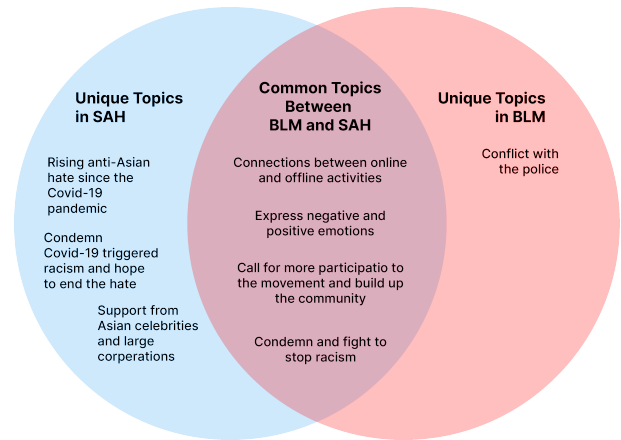 Unique Topics
in SAH
Rising anti-Asian
hate since the
Covid-19
pandemic
Condemn
Covid-19 triggered
racism and hope
to end the hate
Support from
Asian celebrities
and large
corperations
Common Topics
Between
BLM and SAH
Connections between online
and offline activities
Express negative and
positive emotions
Call for more participatio to
the movement and build up
the community
Condemn and fight to
stop racism
Unique Topics
in BLM
Conflict with
the police